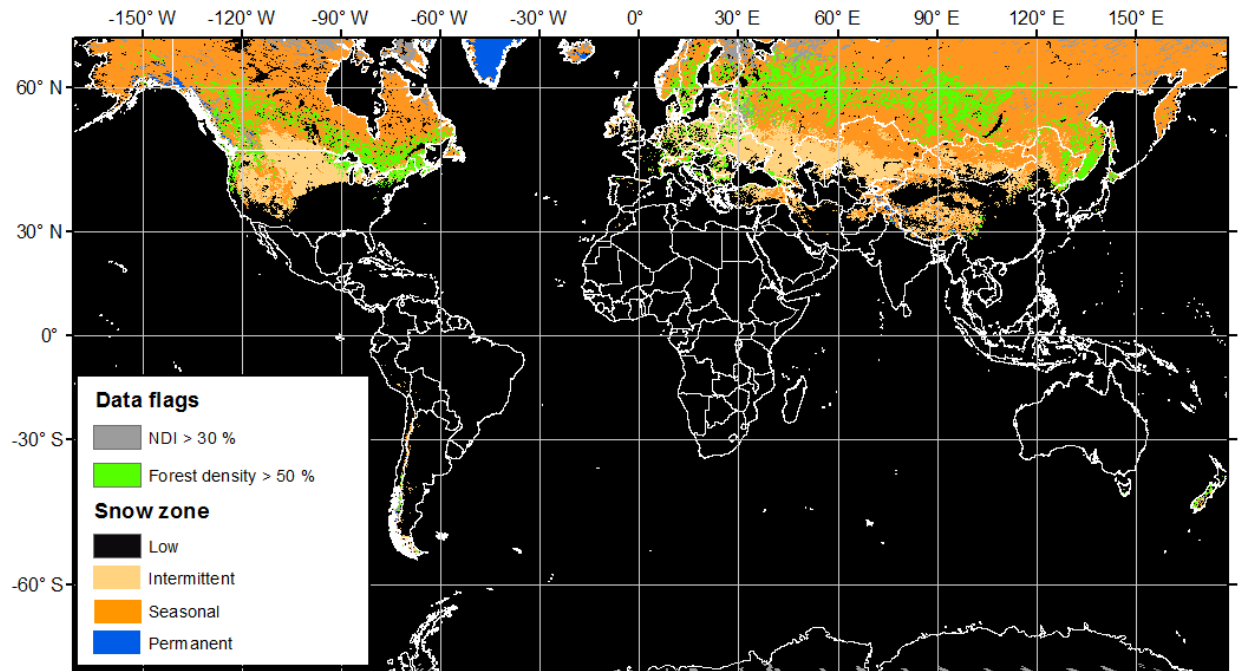 -150° W -120° W -90° W -60° W -30° W 0° 30° E 60° E 90° E 120° E 150° E
60° N
30° N
0°
-30° S
-60° S
Data flags
NDI > 30 %
Forest density > 50 %
Snow zone
Low
Intermittent
Seasonal
Permanent